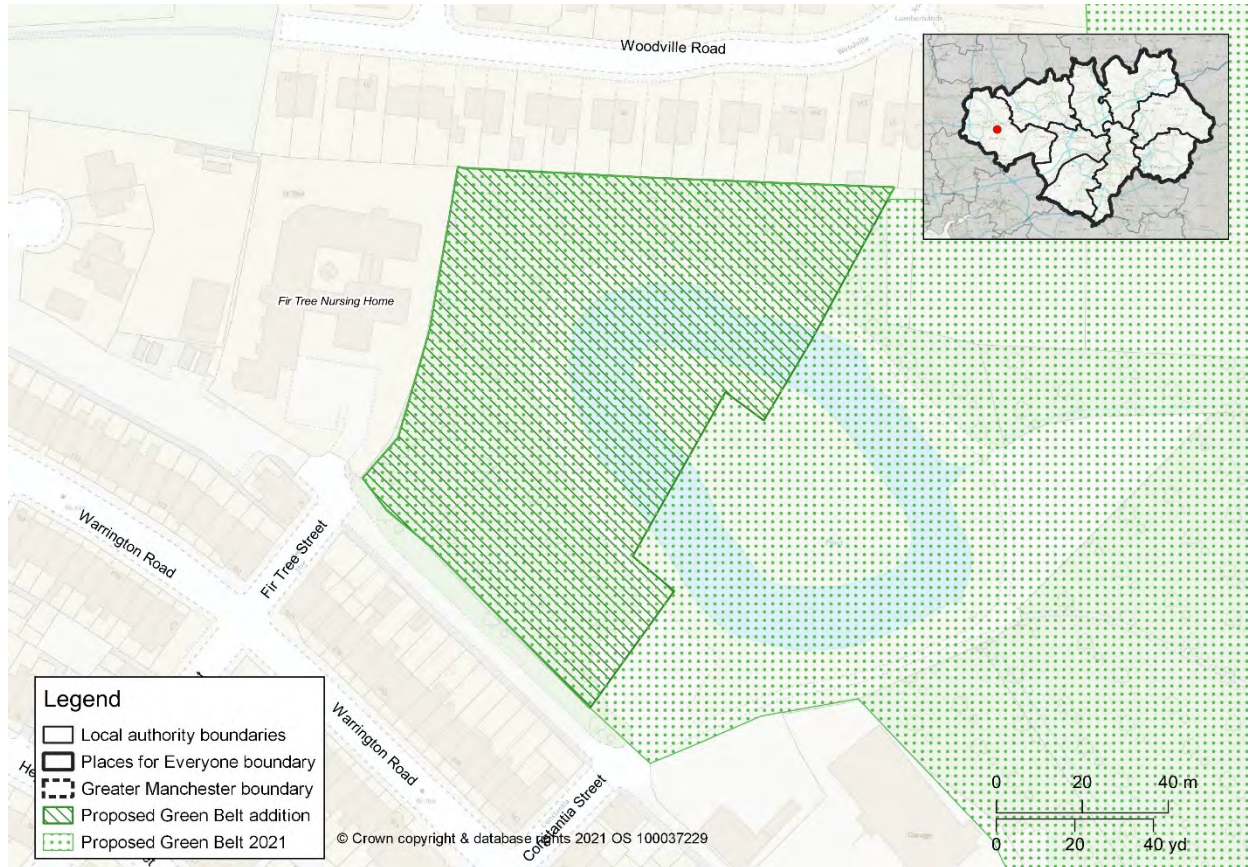 Woodville Road
Woodville
Fir Tree Nursing Home
Warrington Road
Fir Tree Street
Warrington Road
Constantia Street
Garage
Legend
Local authority boundaries
Places for Everyone boundary
Greater Manchester boundary
Proposed Green Belt addition
Proposed Green Belt 2021
© Crown copyright & database rights 2021 OS 100037229
0 20 40 m
0 20 40 yd